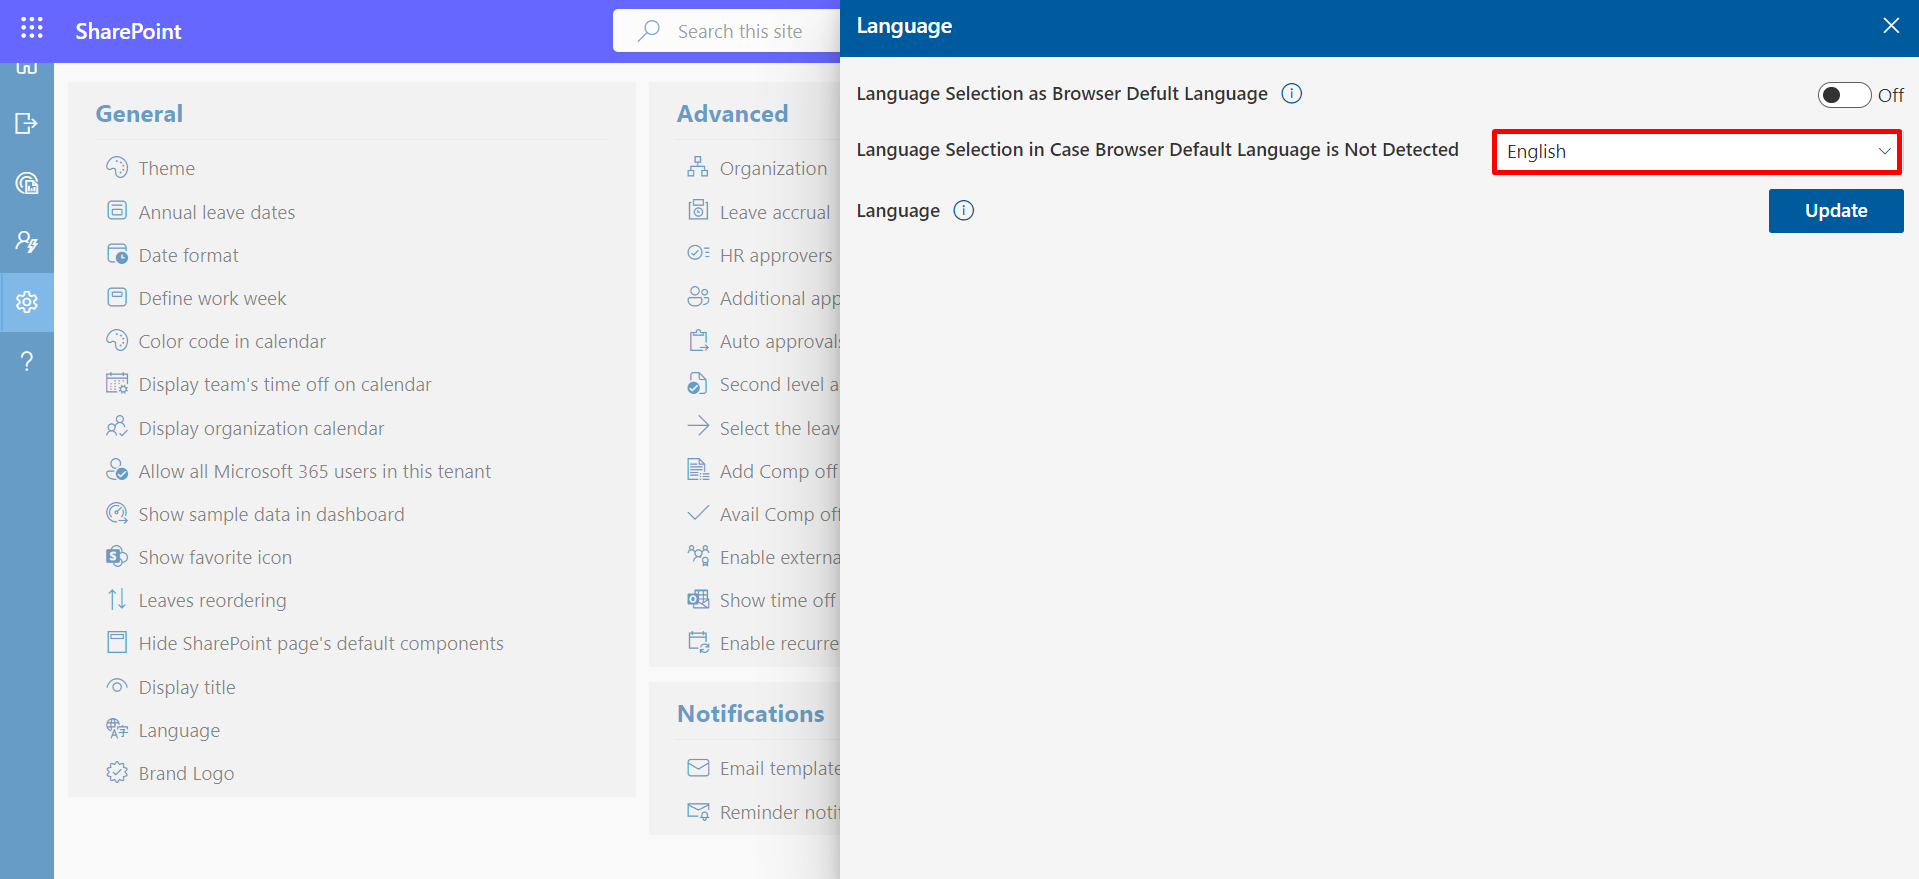 SharePoint
Search this site
General
Theme
Annual leave dates
Date format
Define work week
Color code in calendar
Display team's time off on calendar
Display organization calendar
Allow all Microsoft 365 users in this tenant
Show sample data in dashboard
Show favorite icon
Leaves reordering
Hide SharePoint page's default components
Display title
Language
Brand Logo
Advanced
Organization
Leave accrual
HR approvers
Additional app
Auto approvals
Second level a
Select the leav
Add Comp off
Avail Comp off
Enable externa
Show time off
Enable recurre
Notifications
Email template
Reminder notif
Language
Language Selection as Browser Defult Language
Off
Language Selection in Case Browser Default Language is Not Detected
English
Language
Update